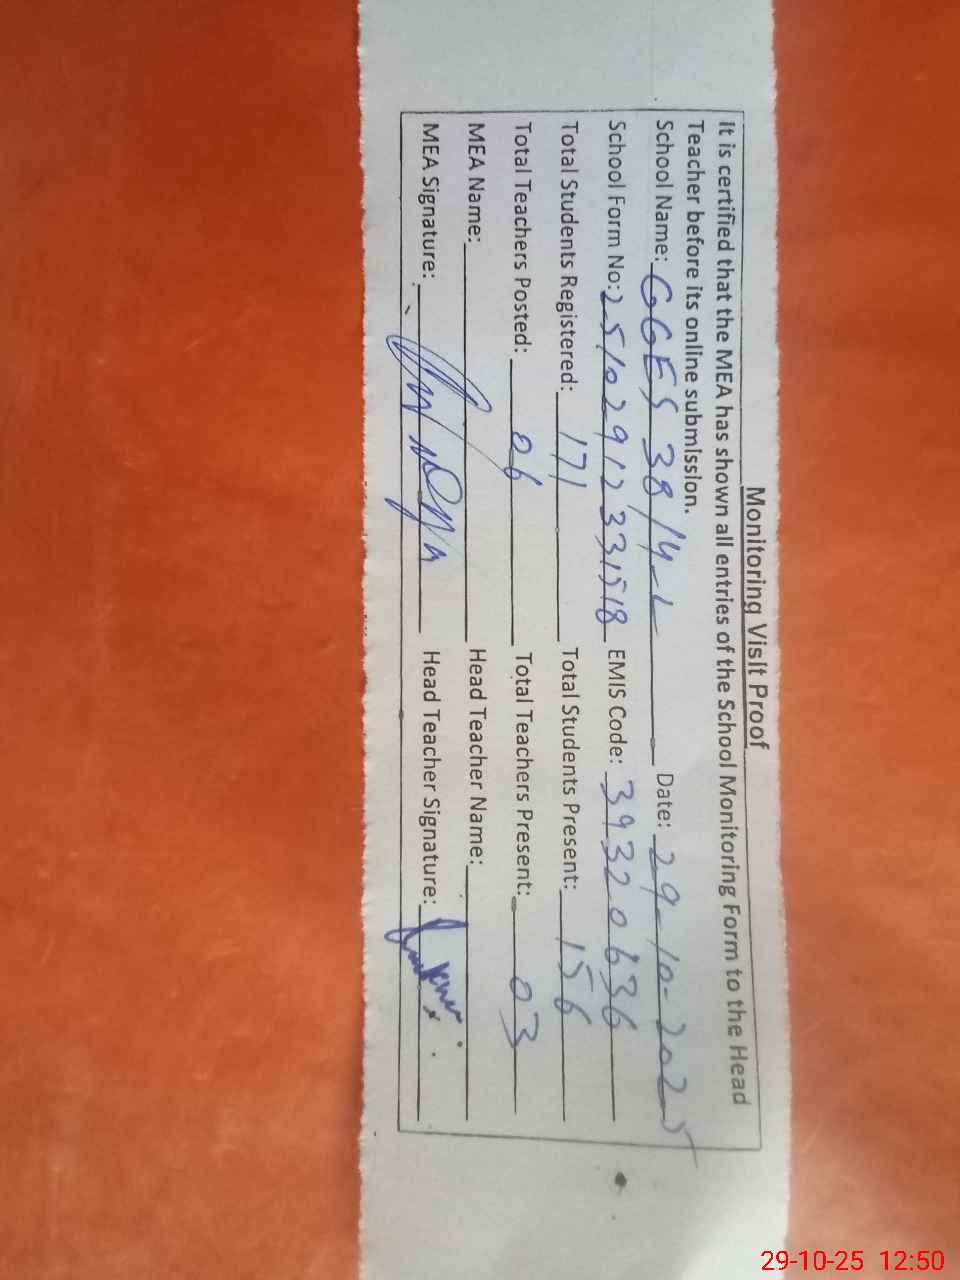 Monitoring Visit Proof
It is certified that the MEA has shown all entries of the School Monitoring Form to the Head
Teacher before its online submission.
School Name: GGES 38/14-L Date: 29-10-2025
School Form No: 25102912331518 EMIS Code: 39320636
Total Students Registered: 171 Total Students Present: 156
Total Teachers Posted: 06 Total Teachers Present: 03
MEA Name: Head Teacher Name:
MEA Signature: Head Teacher Signature:
29-10-25 12:50